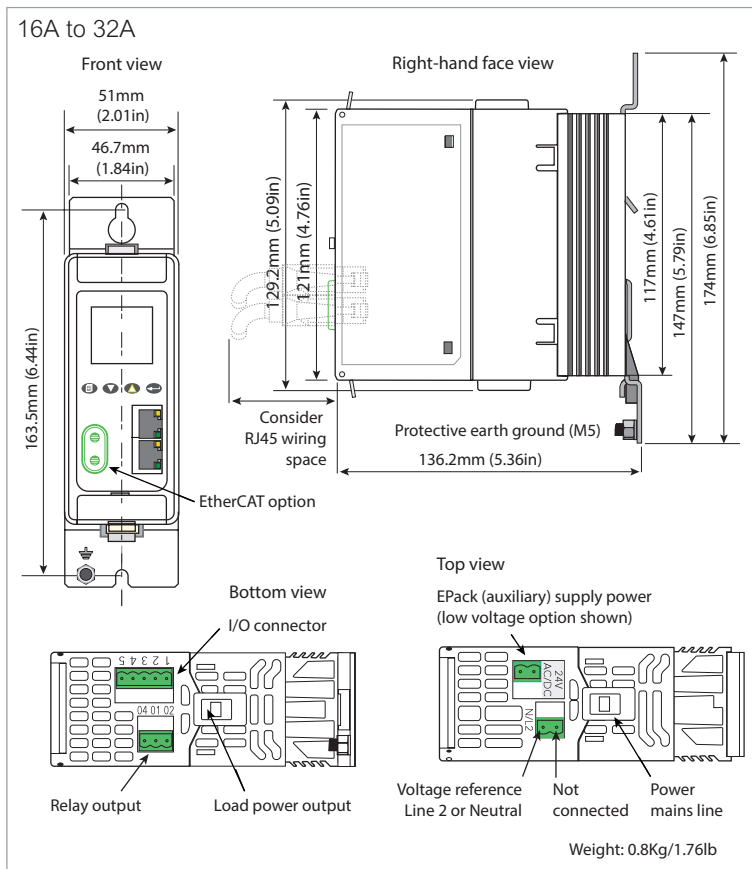 16A to 32A
Front view
Right-hand face view
51mm
(2.01in)
46.7mm
(1.84in)
163.5mm (6.44in)
129.2mm (5.09in)
121mm (4.76in)
117mm (4.61in)
147mm (5.79in)
174mm (6.85in)
Consider
RJ45 wiring
space
Protective earth ground (M5)
136.2mm (5.36in)
EtherCAT option
Bottom view
I/O connector
5 4 3 2 1
04 01 02
Relay output
Load power output
Top view
EPack (auxiliary) supply power
(low voltage option shown)
24V
AC/DC
N/L2
Voltage reference
Line 2 or Neutral
Not
connected
Power
mains line
Weight: 0.8Kg/1.76lb